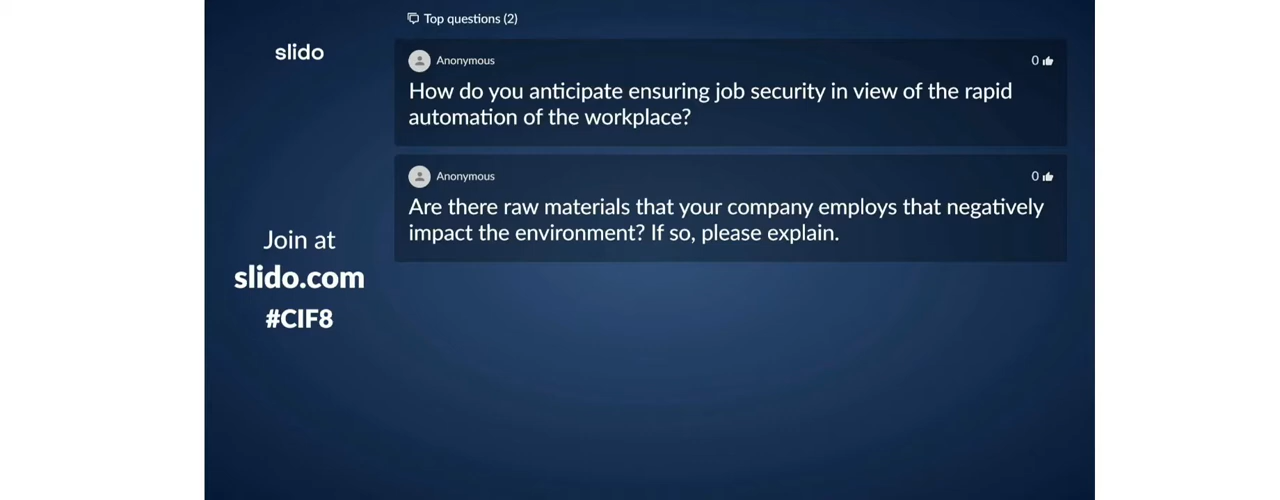 Top questions (2)
slido
Anonymous
0
How do you anticipate ensuring job security in view of the rapid
automation of the workplace?
Anonymous
0
Are there raw materials that your company employs that negatively
impact the environment? If so, please explain.
Join at
slido.com
#CIF8